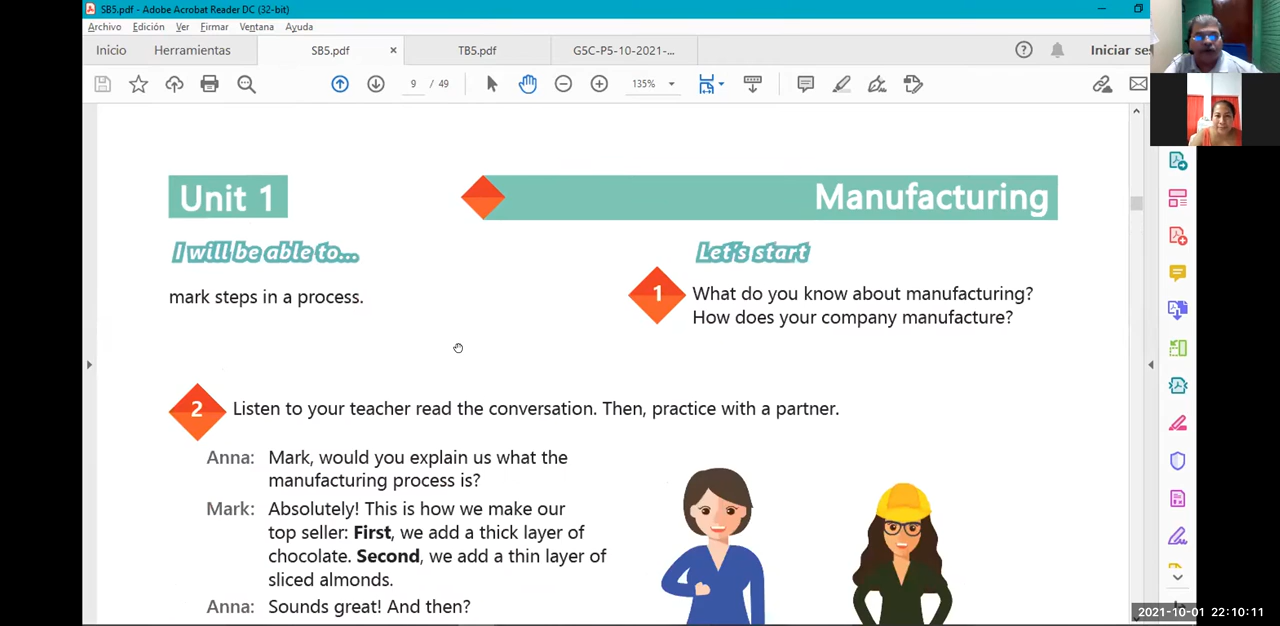 SB5.pdf - Adobe Acrobat Reader DC (32-bit)
Archivo Edición Ver Firmar Ventana Ayuda
Inicio Herramientas SB5.pdf × TB5.pdf G5C-P5-10-2021-... Iniciar se
9 / 49 135%
Unit 1 Manufacturing
I will be able to... Let's start
mark steps in a process.
1 What do you know about manufacturing?
How does your company manufacture?
2 Listen to your teacher read the conversation. Then, practice with a partner.
Anna: Mark, would you explain us what the
manufacturing process is?
Mark: Absolutely! This is how we make our
top seller: First, we add a thick layer of
chocolate. Second, we add a thin layer of
sliced almonds.
Anna: Sounds great! And then?
2021-10-01 22:10:11